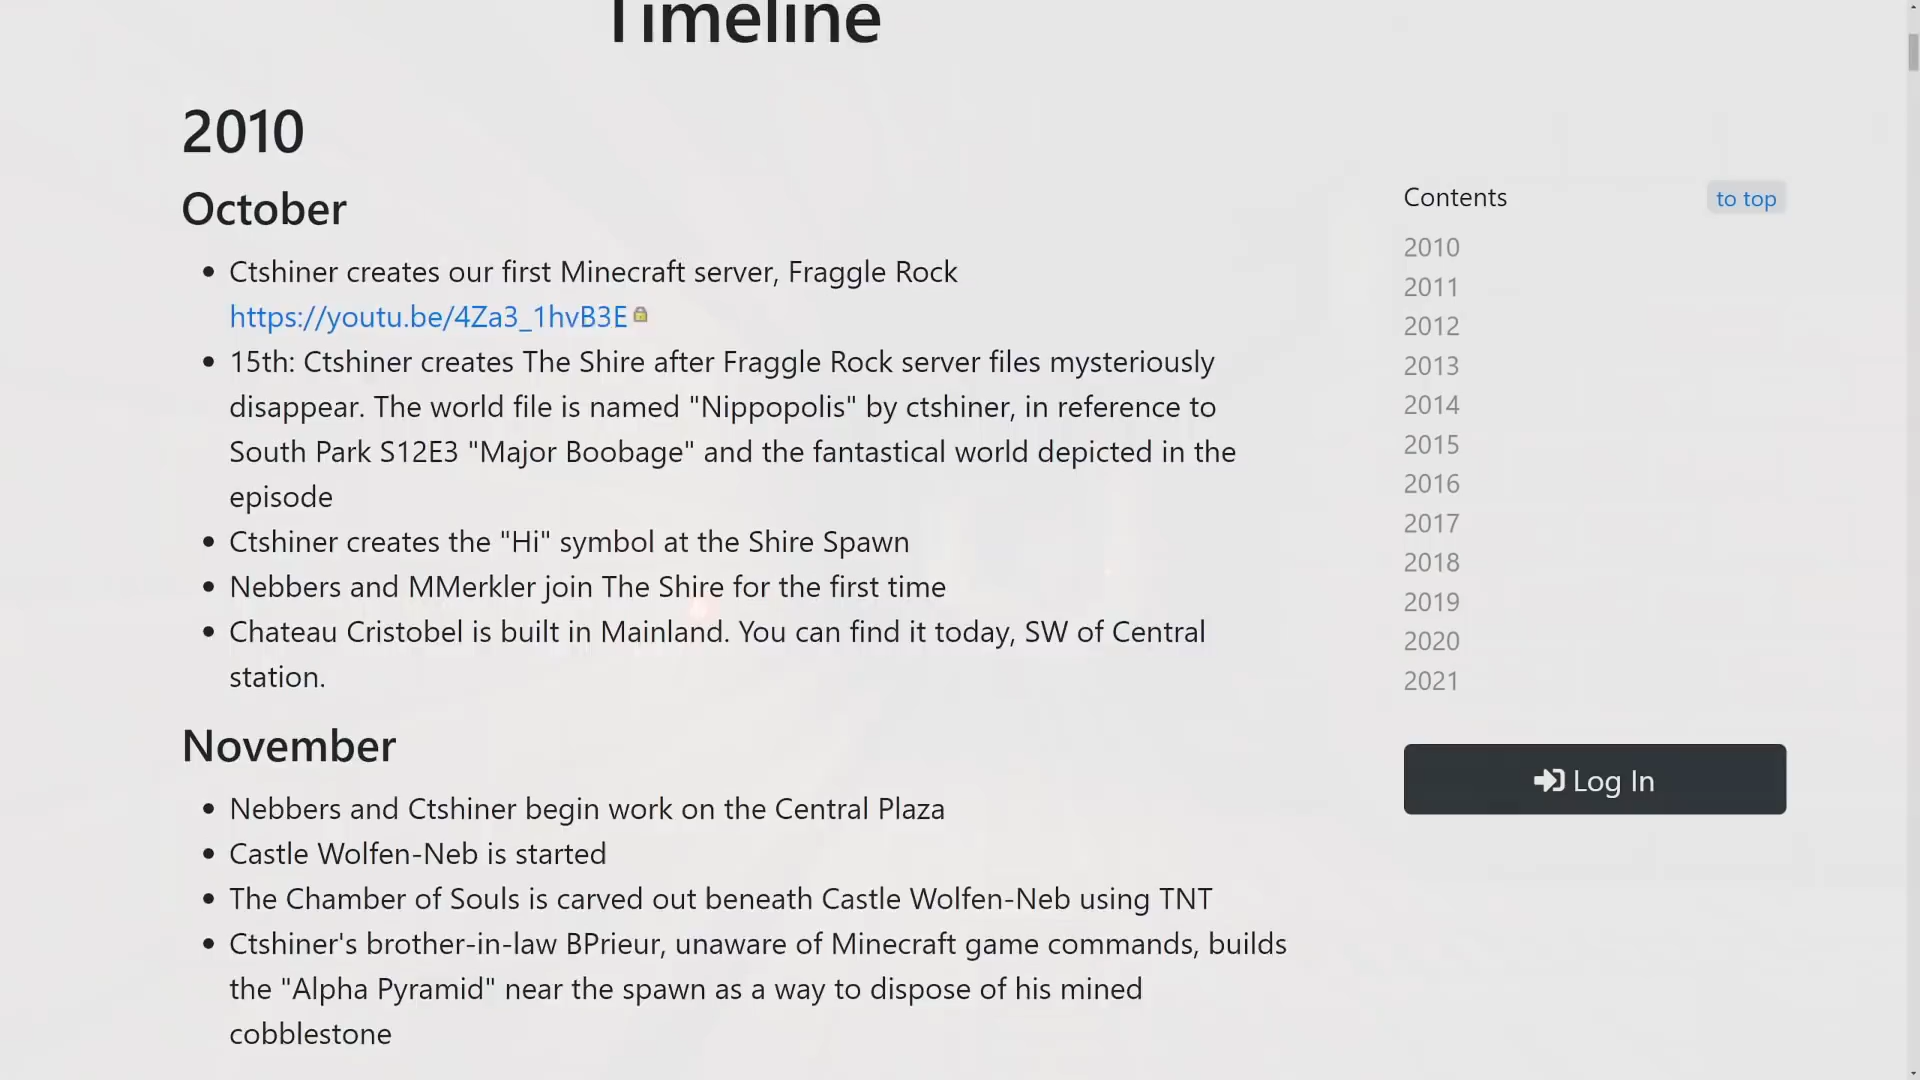 Timeline
2010
October
Ctshiner creates our first Minecraft server, Fraggle Rock
https://youtu.be/4Za3_1hvB3E
15th: Ctshiner creates The Shire after Fraggle Rock server files mysteriously
disappear. The world file is named "Nippopolis" by ctshiner, in reference to
South Park S12E3 "Major Boobage" and the fantastical world depicted in the
episode
Ctshiner creates the "Hi" symbol at the Shire Spawn
Nebbers and MMerkler join The Shire for the first time
Chateau Cristobel is built in Mainland. You can find it today, SW of Central
station.
November
Nebbers and Ctshiner begin work on the Central Plaza
Castle Wolfen-Neb is started
The Chamber of Souls is carved out beneath Castle Wolfen-Neb using TNT
Ctshiner's brother-in-law BPrieur, unaware of Minecraft game commands, builds
the "Alpha Pyramid" near the spawn as a way to dispose of his mined
cobblestone
Contents
to top
2010
2011
2012
2013
2014
2015
2016
2017
2018
2019
2020
2021
Log In